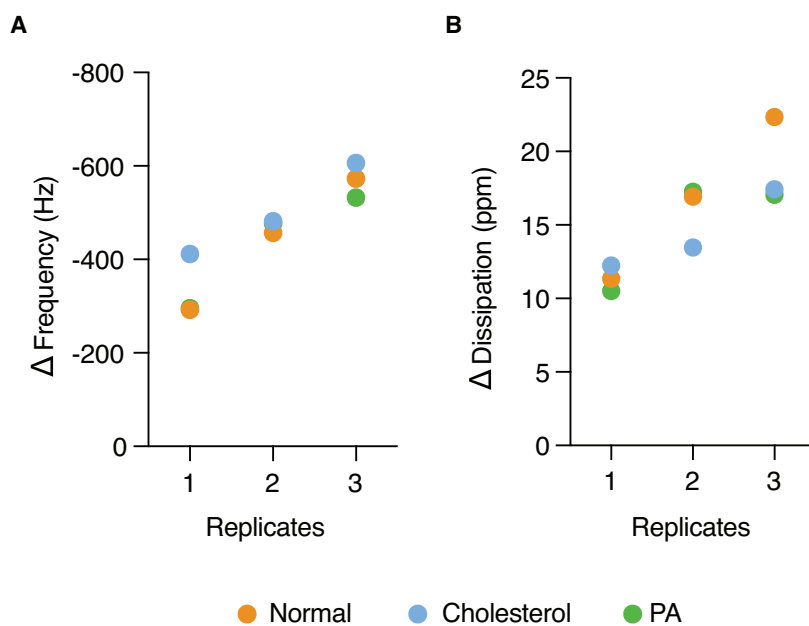 A
Δ Frequency (Hz)
-800
-600
-400
-200
0
1 2 3
Replicates
B
Δ Dissipation (ppm)
25
20
15
10
5
0
1 2 3
Replicates
Normal Cholesterol PA